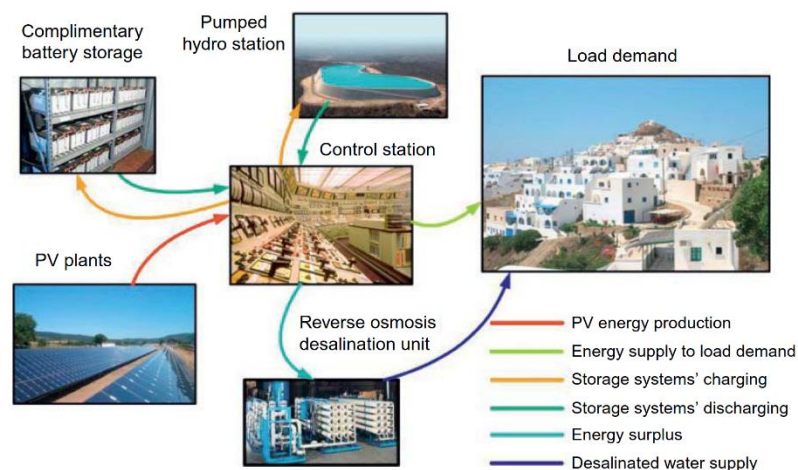 Complimentary
battery storage
Pumped
hydro station
Load demand
Control station
PV plants
Reverse osmosis
desalination unit
PV energy production
Energy supply to load demand
Storage systems' charging
Storage systems' discharging
Energy surplus
Desalinated water supply